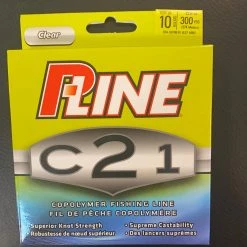 Clear
10
300 YDS
P-LINE
C21
COPOLYMER FISHING LINE
FIL DE PÊCHE COPOLYMÈRE
• Superior Knot Strength
Robustesse de nœud supérieur
• Supreme Castability
Des lancers suprêmes